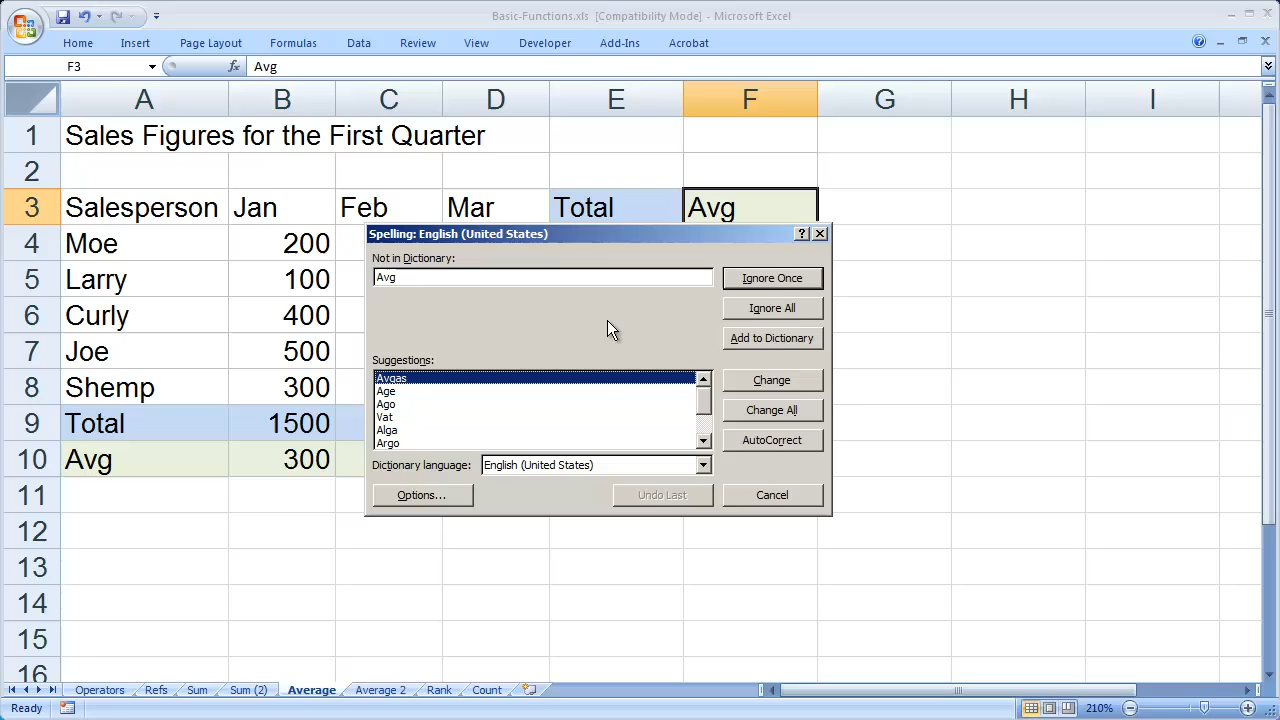 Basic-Functions.xls [Compatibility Mode] - Microsoft Excel
Home Insert Page Layout Formulas Data Review View Developer Add-Ins Acrobat
F3 fx Avg
A B C D E F G H I
1 Sales Figures for the First Quarter
2
3 Salesperson Jan Feb Mar Total Avg
4 Moe 200
5 Larry 100
6 Curly 400
7 Joe 500
8 Shemp 300
9 Total 1500
10 Avg 300
11
12
13
14
15
16
Spelling: English (United States)
Not in Dictionary:
Avg
Ignore Once
Ignore All
Add to Dictionary
Suggestions:
Avgas
Age
Ago
Vat
Alga
Argo
Change
Change All
AutoCorrect
Dictionary language: English (United States)
Options... Undo Last Cancel
Operators Refs Sum Sum (2) Average Average 2 Rank Count
Ready 210%